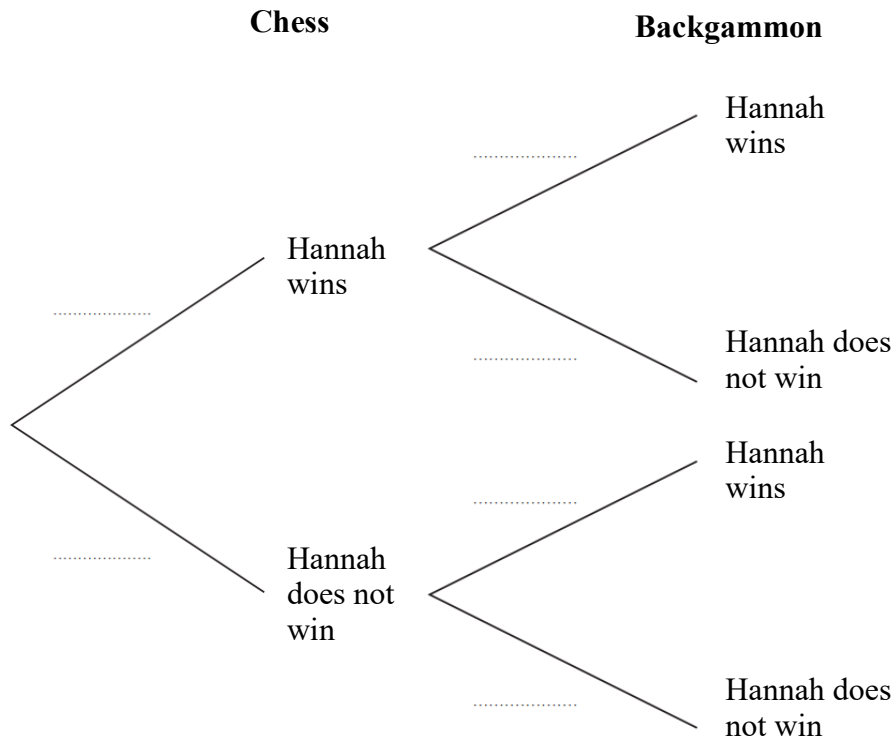 Chess
Backgammon
Hannah
wins
Hannah
wins
Hannah does
not win
Hannah
wins
Hannah
does not
win
Hannah does
not win